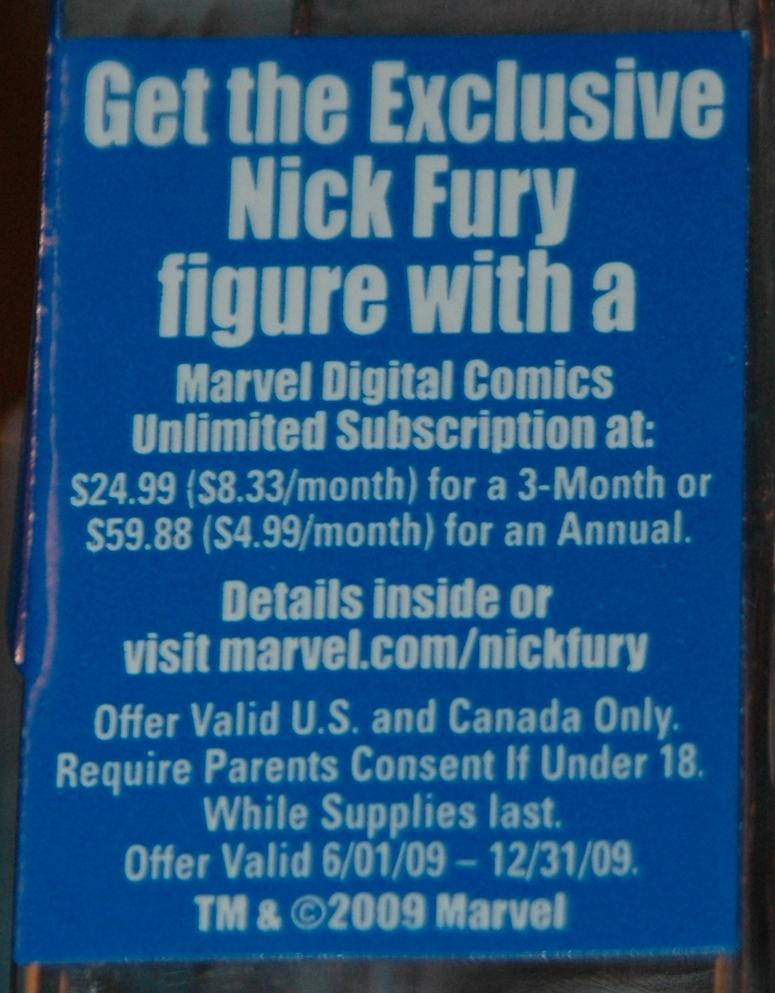 Get the Exclusive
Nick Fury
figure with a
Marvel Digital Comics
Unlimited Subscription at:
$24.99 ($8.33/month) for a 3-Month or
$59.88 ($4.99/month) for an Annual.
Details inside or
visit marvel.com/nickfury
Offer Valid U.S. and Canada Only.
Require Parents Consent If Under 18.
While Supplies last.
Offer Valid 6/01/09 – 12/31/09.
TM & ©2009 Marvel